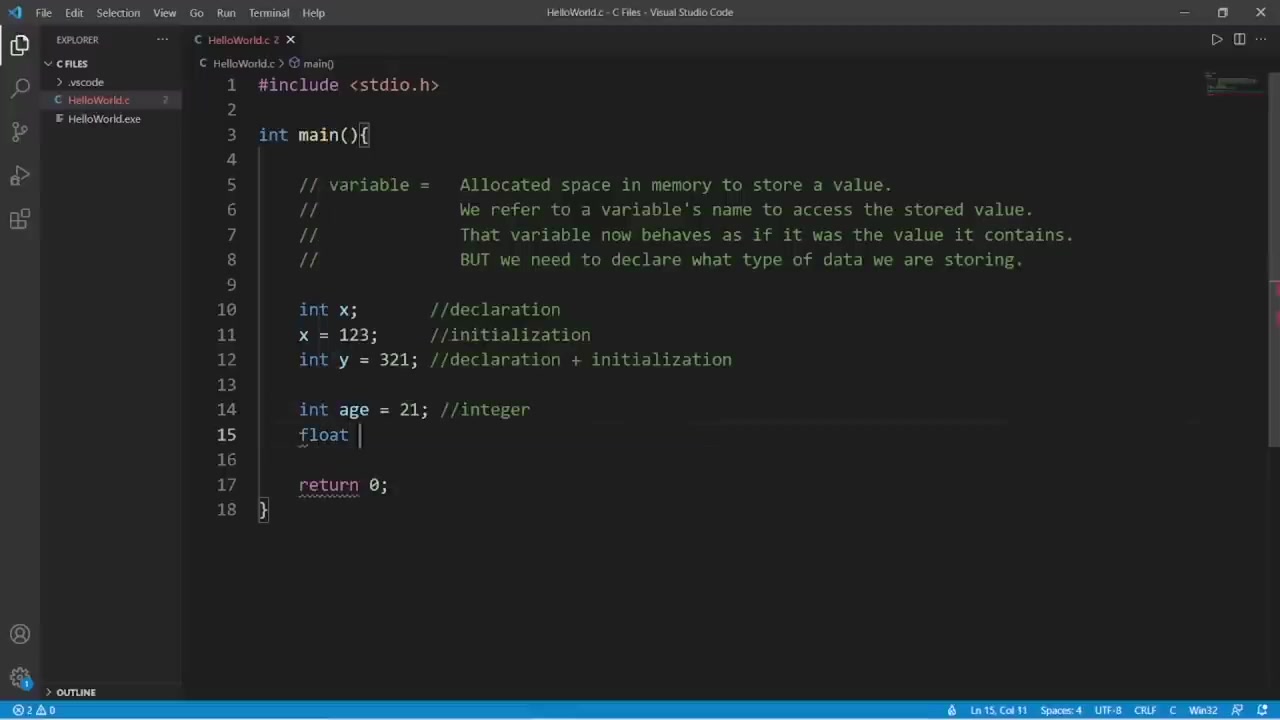 File Edit Selection View Go Run Terminal Help HelloWorld.c - C Files - Visual Studio Code
EXPLORER ··· C HelloWorld.c 2 ×
C FILES
HelloWorld.c > main()
.vscode
C HelloWorld.c 2
HelloWorld.exe
1 #include <stdio.h>
2
3 int main(){
4
5 // variable = Allocated space in memory to store a value.
6 // We refer to a variable's name to access the stored value.
7 // That variable now behaves as if it was the value it contains.
8 // BUT we need to declare what type of data we are storing.
9
10 int x; //declaration
11 x = 123; //initialization
12 int y = 321; //declaration + initialization
13
14 int age = 21; //integer
15 float
16
17 return 0;
18 }
1
OUTLINE
2 0 Ln 15, Col 11 Spaces: 4 UTF-8 CRLF C Win32